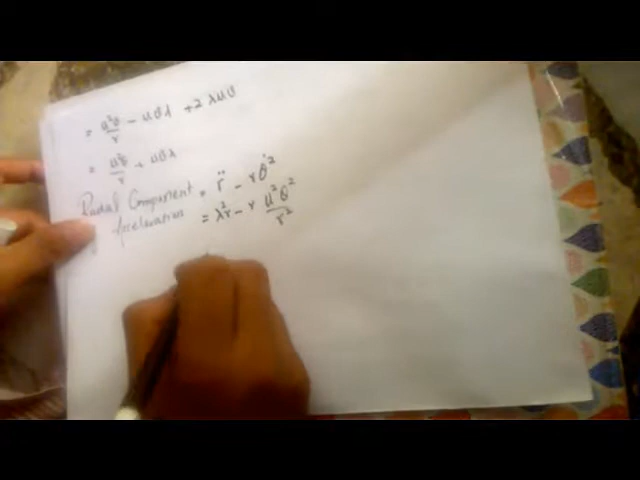 = u²θ/r - uθλ + 2λuθ
= u²θ/r + uθλ
Radial Component = r̈ - rθ̇²
Acceleration = λ²r - r u²θ²/r²